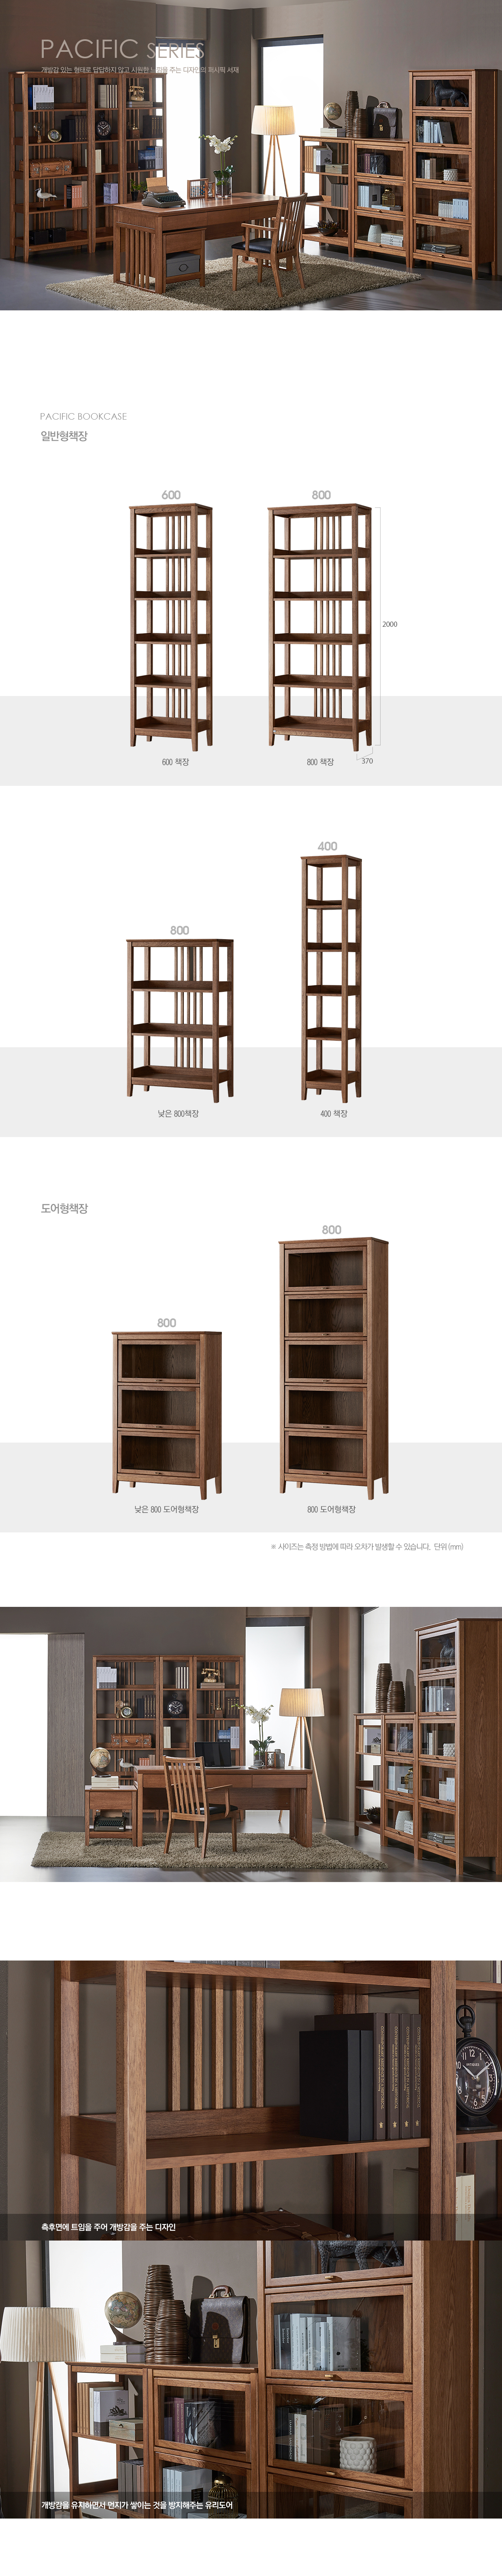 PACIFIC SERIES
개방감 있는 형태로 답답하지 않고 시원한 느낌을 주는 디자인의 퍼시픽 서재
PACIFIC BOOKCASE
일반형책장
600
800
2000
370
600 책장
800 책장
400
800
낮은 800책장
400 책장
도어형책장
800
800
낮은 800 도어형책장
800 도어형책장
※ 사이즈는 측정 방법에 따라 오차가 발생할 수 있습니다. 단위 (mm)
측후면에 트임을 주어 개방감을 주는 디자인
개방감을 유지하면서 먼지가 쌓이는 것을 방지해주는 유리도어